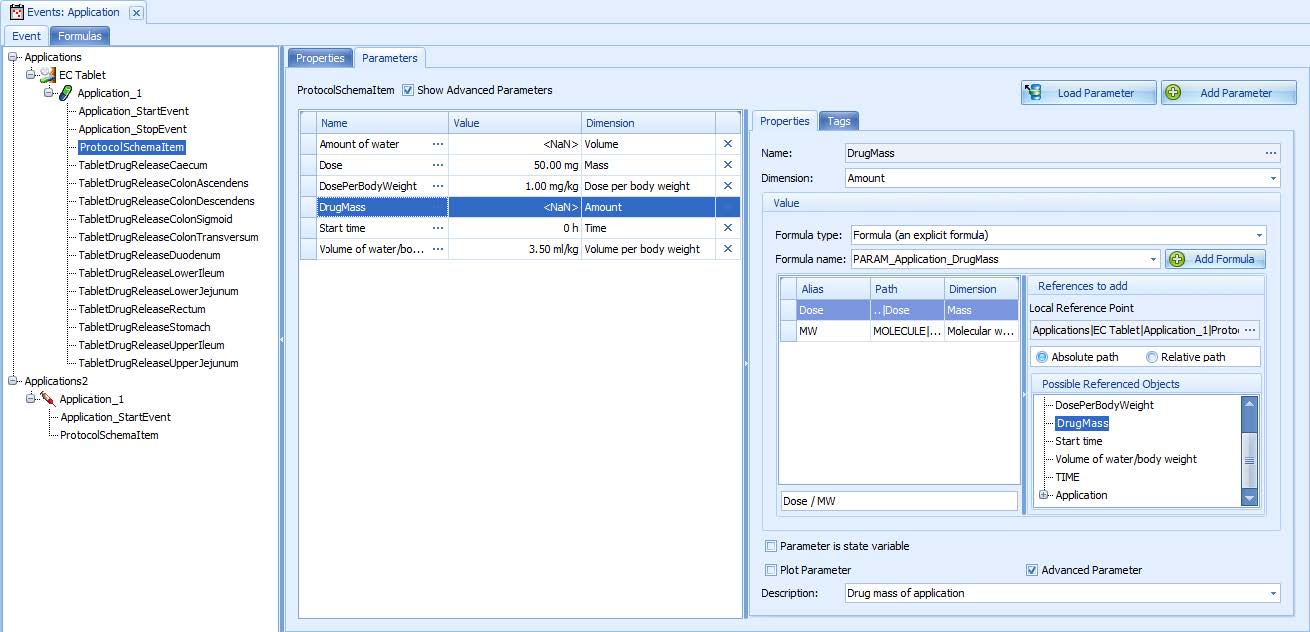 Events: Application
Event Formulas
Applications
EC Tablet
Application_1
Application_StartEvent
Application_StopEvent
ProtocolSchemaItem
TabletDrugReleaseCaecum
TabletDrugReleaseColonAscendens
TabletDrugReleaseColonDescendens
TabletDrugReleaseColonSigmoid
TabletDrugReleaseColonTransversum
TabletDrugReleaseDuodenum
TabletDrugReleaseLowerIleum
TabletDrugReleaseLowerJejunum
TabletDrugReleaseRectum
TabletDrugReleaseStomach
TabletDrugReleaseUpperIleum
TabletDrugReleaseUpperJejunum
Applications2
Application_1
Application_StartEvent
ProtocolSchemaItem
Properties Parameters
ProtocolSchemaItem Show Advanced Parameters
Load Parameter Add Parameter
Name Value Dimension
Amount of water ... <NaN> Volume
Dose ... 50.00 mg Mass
DosePerBodyWeight ... 1.00 mg/kg Dose per body weight
DrugMass <NaN> Amount
Start time ... 0 h Time
Volume of water/bo... ... 3.50 ml/kg Volume per body weight
Properties Tags
Name: DrugMass ...
Dimension: Amount
Value
Formula type: Formula (an explicit formula)
Formula name: PARAM_Application_DrugMass Add Formula
Alias Path Dimension
Dose ..|Dose Mass
MW MOLECULE|... Molecular w...
Dose / MW
References to add
Local Reference Point
Applications|EC Tablet|Application_1|Protoc ...
Absolute path Relative path
Possible Referenced Objects
DosePerBodyWeight
DrugMass
Start time
Volume of water/body weight
TIME
Application
Parameter is state variable
Plot Parameter Advanced Parameter
Description: Drug mass of application